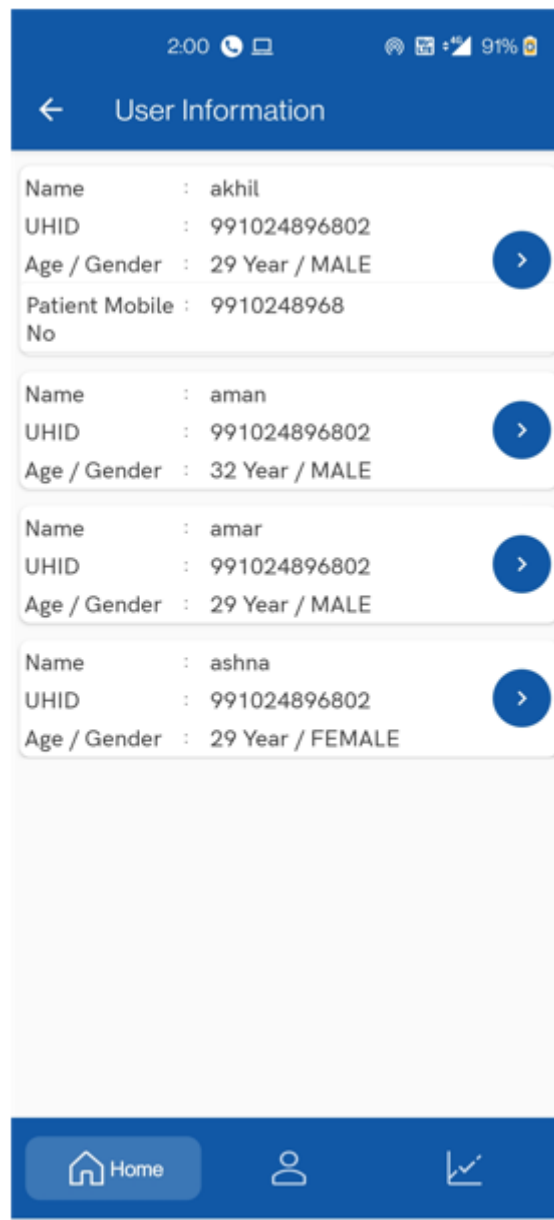 2:00 91%
User Information
Name : akhil
UHID : 991024896802
Age / Gender : 29 Year / MALE
Patient Mobile No : 9910248968
Name : aman
UHID : 991024896802
Age / Gender : 32 Year / MALE
Name : amar
UHID : 991024896802
Age / Gender : 29 Year / MALE
Name : ashna
UHID : 991024896802
Age / Gender : 29 Year / FEMALE
Home